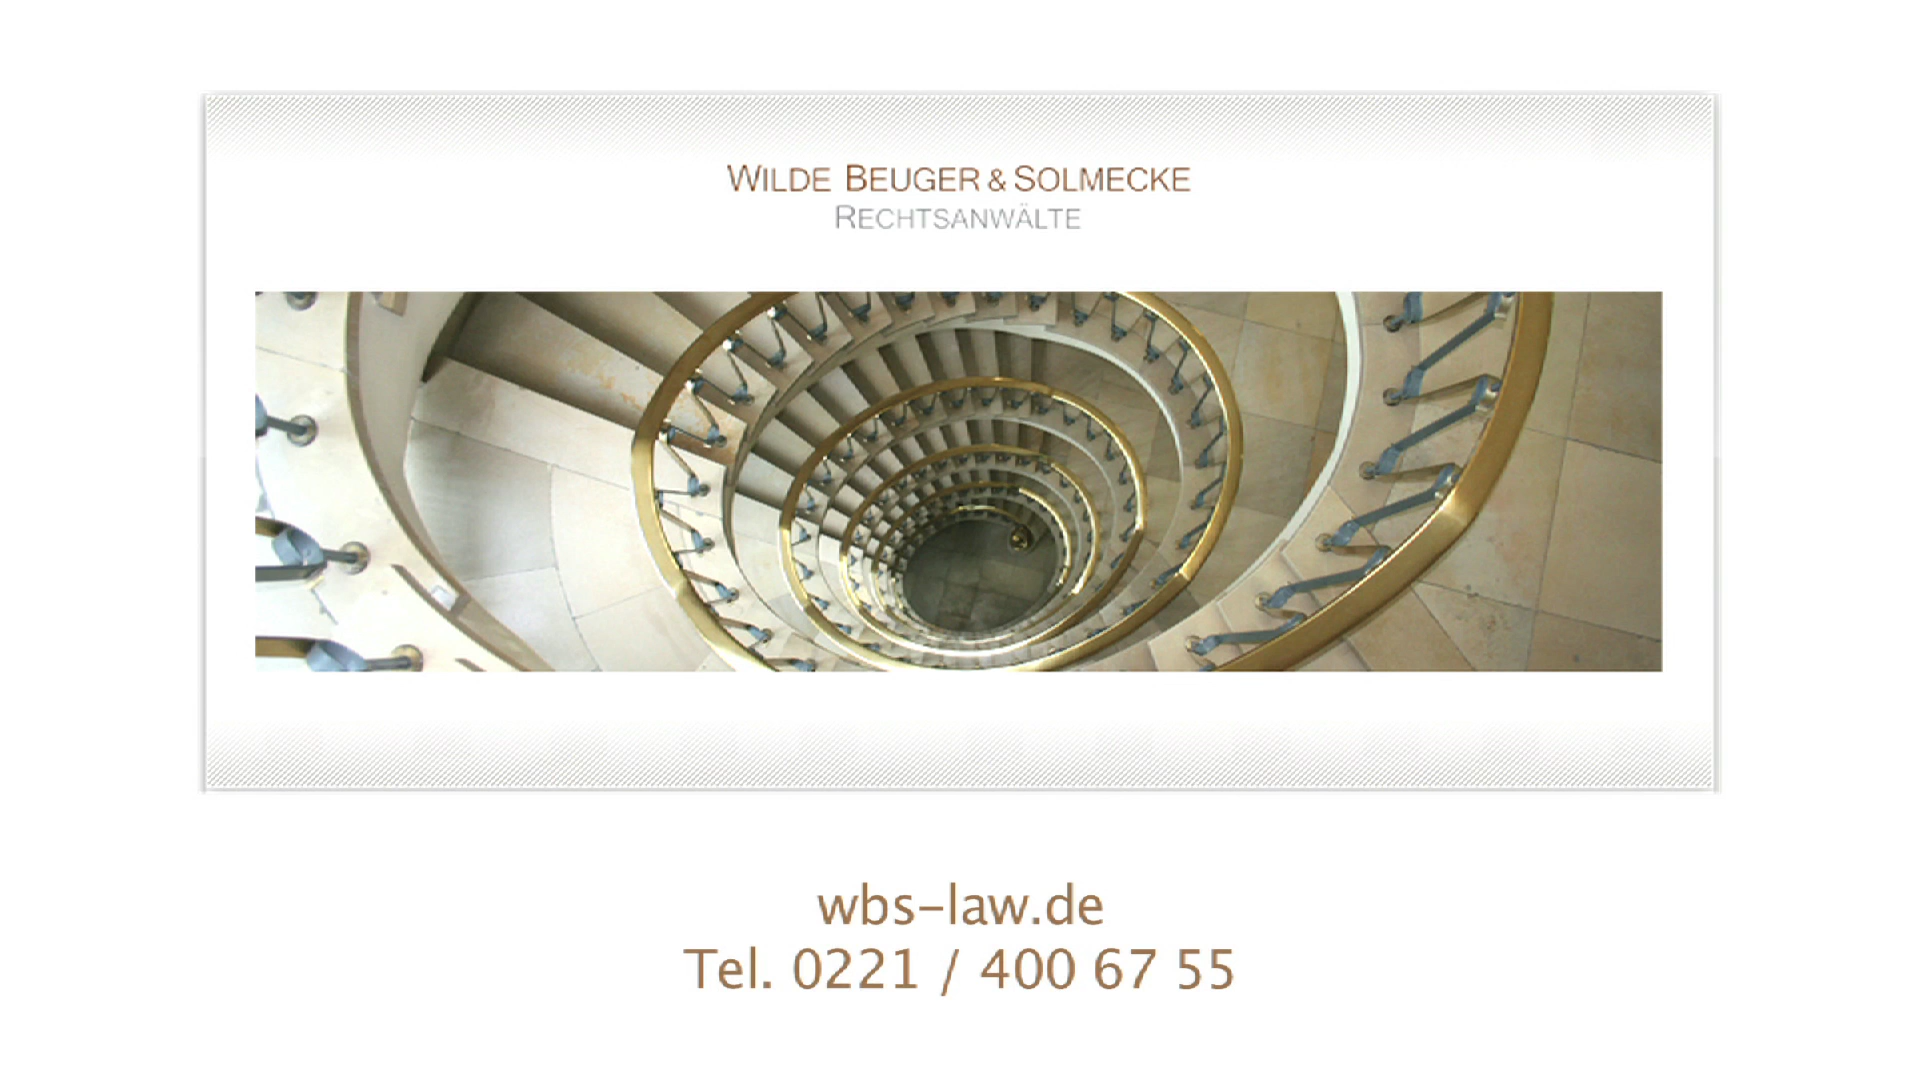 WILDE BEUGER & SOLMECKE
RECHTSANWÄLTE
wbs-law.de
Tel. 0221 / 400 67 55